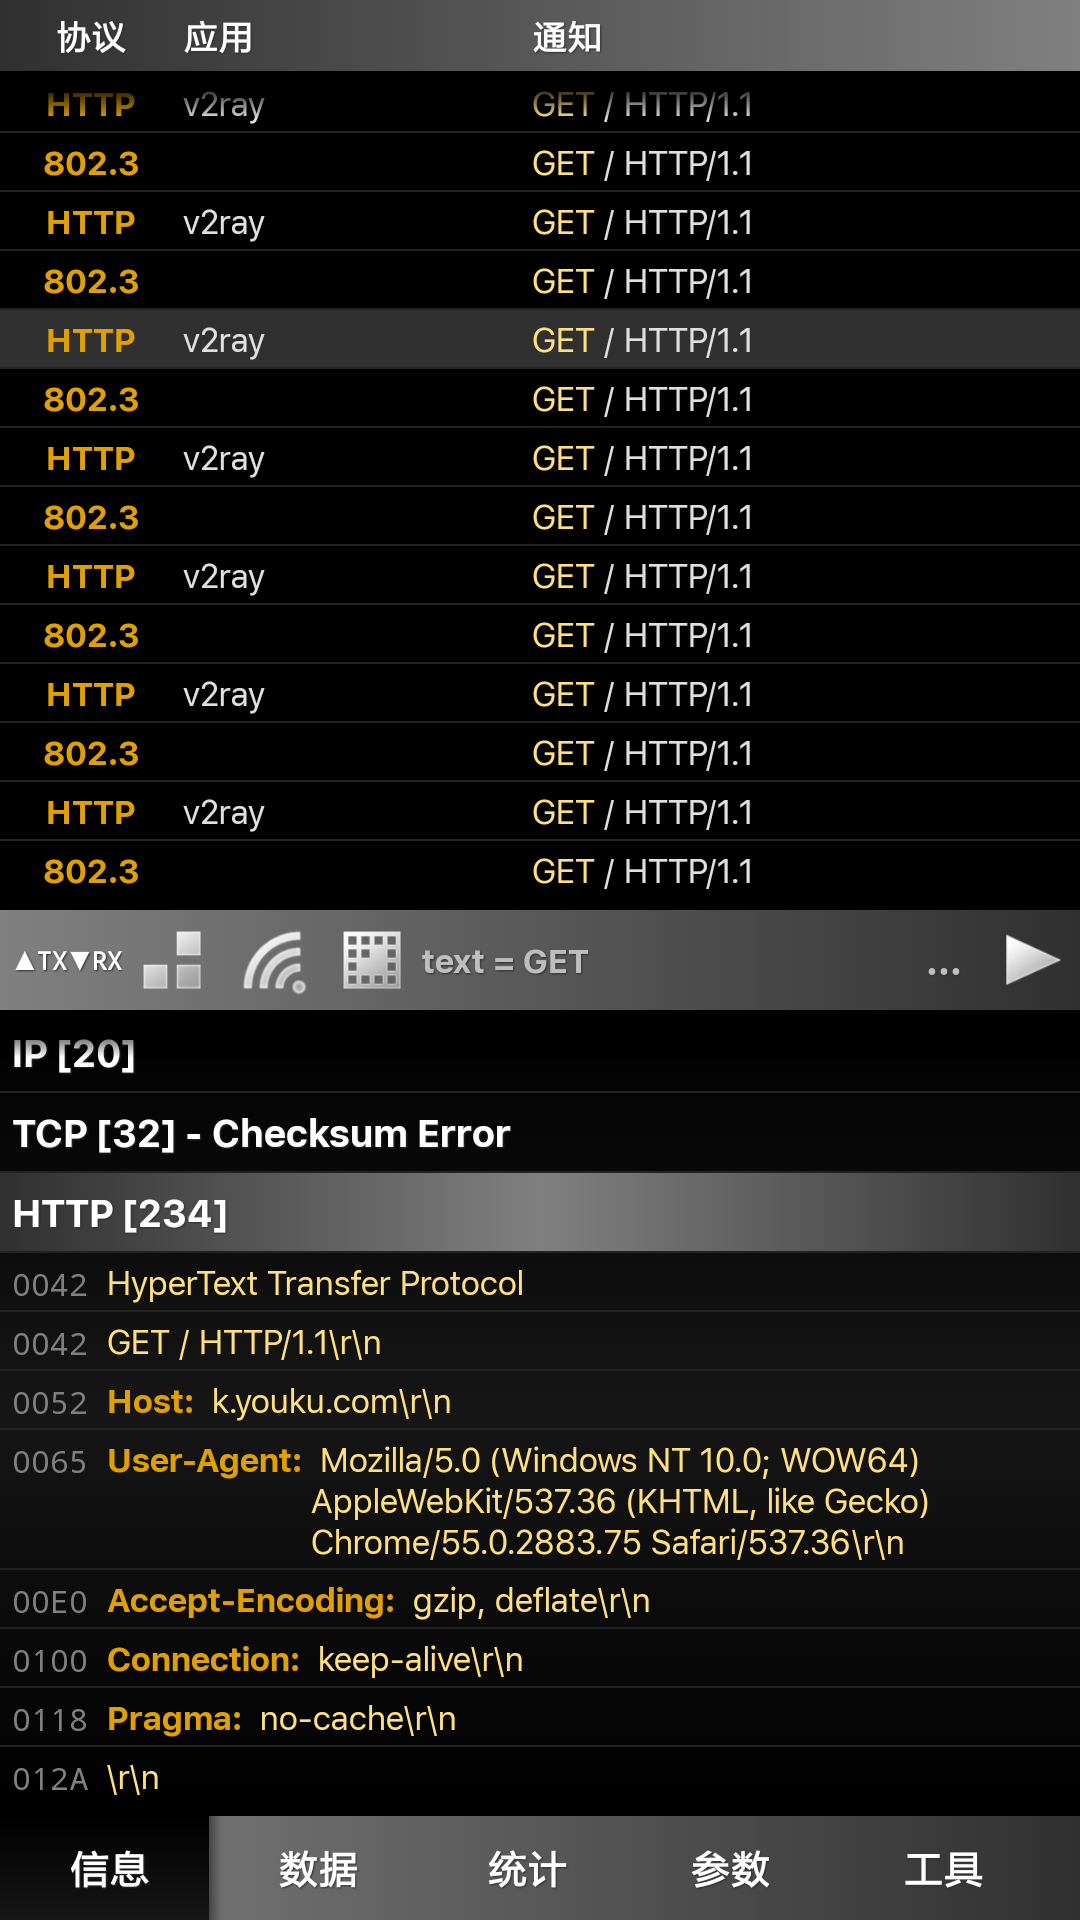 协议 应用 通知
HTTP v2ray GET / HTTP/1.1
802.3 GET / HTTP/1.1
HTTP v2ray GET / HTTP/1.1
802.3 GET / HTTP/1.1
HTTP v2ray GET / HTTP/1.1
802.3 GET / HTTP/1.1
HTTP v2ray GET / HTTP/1.1
802.3 GET / HTTP/1.1
HTTP v2ray GET / HTTP/1.1
802.3 GET / HTTP/1.1
HTTP v2ray GET / HTTP/1.1
802.3 GET / HTTP/1.1
HTTP v2ray GET / HTTP/1.1
802.3 GET / HTTP/1.1
▲TX▼RX text = GET ...
IP [20]
TCP [32] - Checksum Error
HTTP [234]
0042 HyperText Transfer Protocol
0042 GET / HTTP/1.1\r\n
0052 Host: k.youku.com\r\n
0065 User-Agent: Mozilla/5.0 (Windows NT 10.0; WOW64)
AppleWebKit/537.36 (KHTML, like Gecko)
Chrome/55.0.2883.75 Safari/537.36\r\n
00E0 Accept-Encoding: gzip, deflate\r\n
0100 Connection: keep-alive\r\n
0118 Pragma: no-cache\r\n
012A \r\n
信息 数据 统计 参数 工具